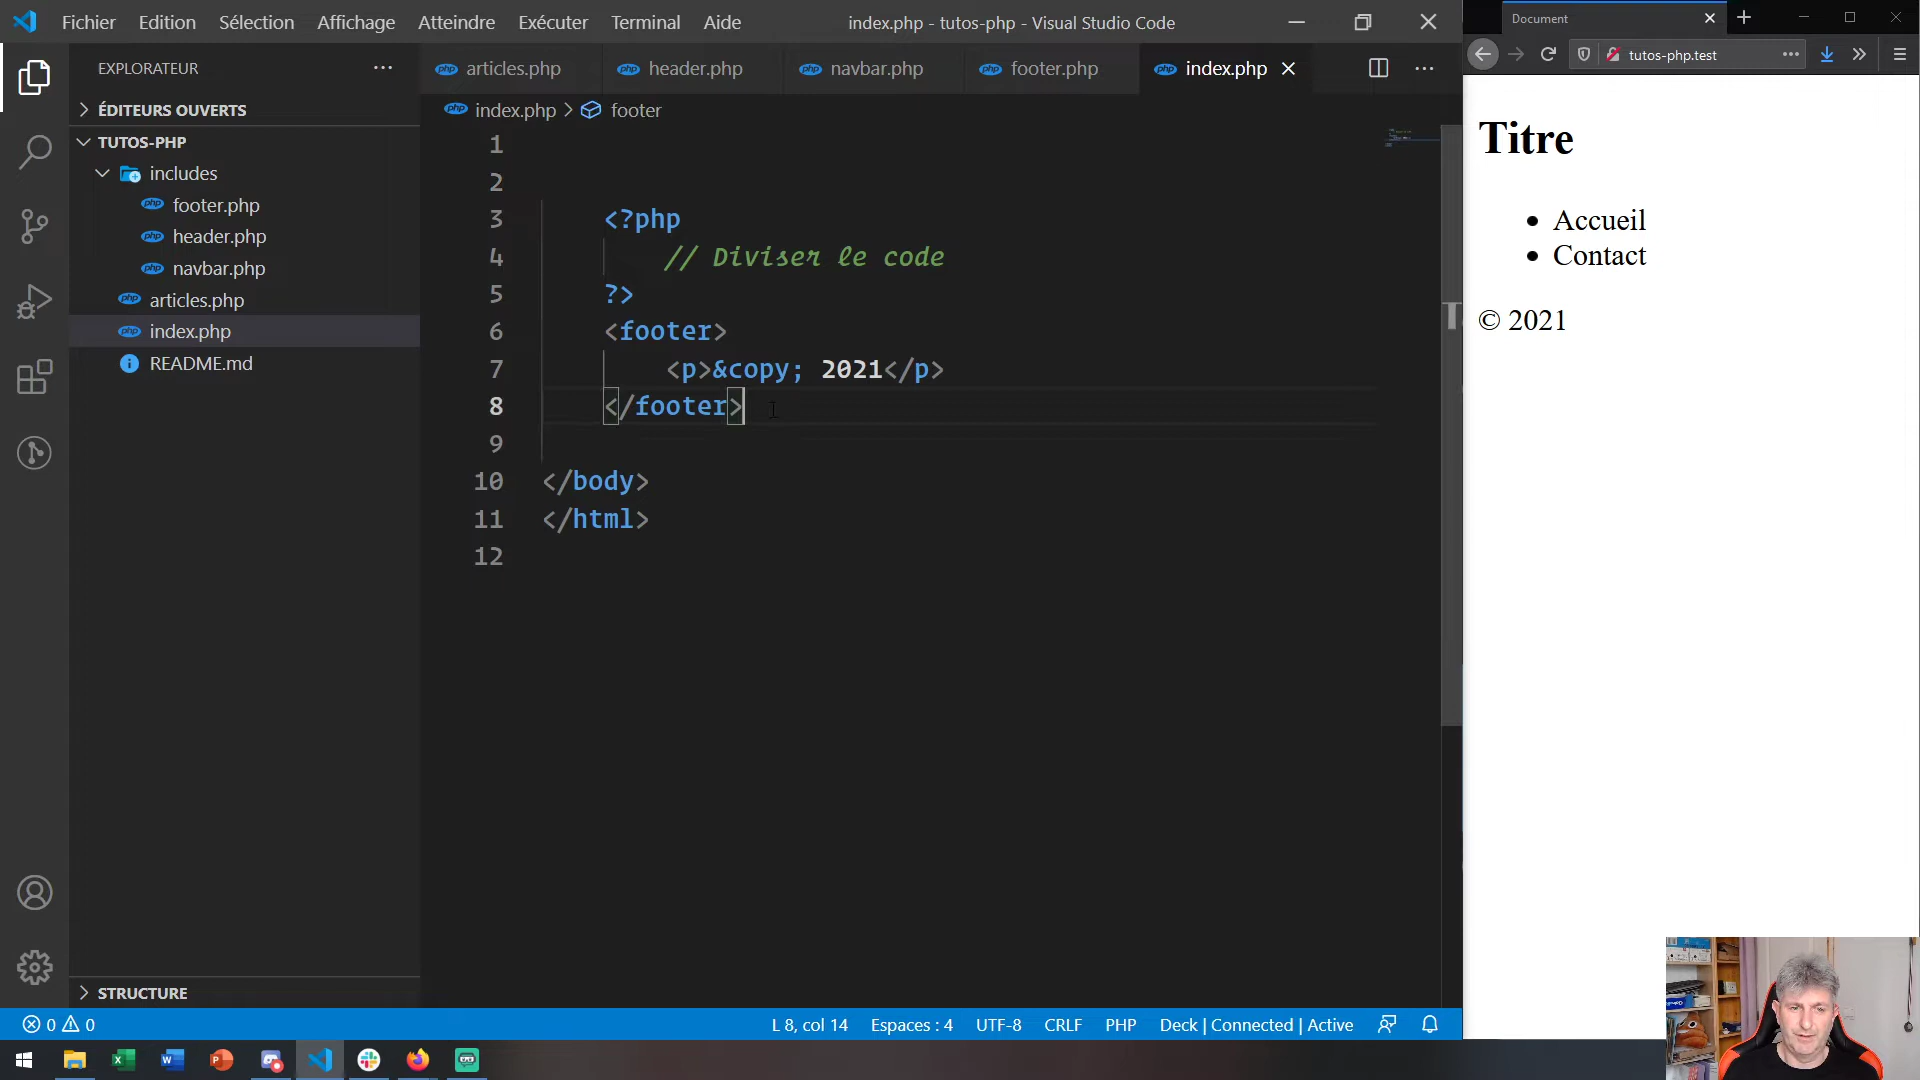 Fichier Edition Sélection Affichage Atteindre Exécuter Terminal Aide index.php - tutos-php - Visual Studio Code
Document
tutos-php.test
EXPLORATEUR
articles.php header.php navbar.php footer.php index.php
ÉDITEURS OUVERTS
index.php > footer
TUTOS-PHP
includes
footer.php
header.php
navbar.php
articles.php
index.php
README.md
STRUCTURE
1
2
3 <?php
4 // Diviser le code
5 ?>
6 <footer>
7 <p>&copy; 2021</p>
8 </footer>
9
10 </body>
11 </html>
12
Titre
• Accueil
• Contact
© 2021
0 0 L 8, col 14 Espaces : 4 UTF-8 CRLF PHP Deck | Connected | Active